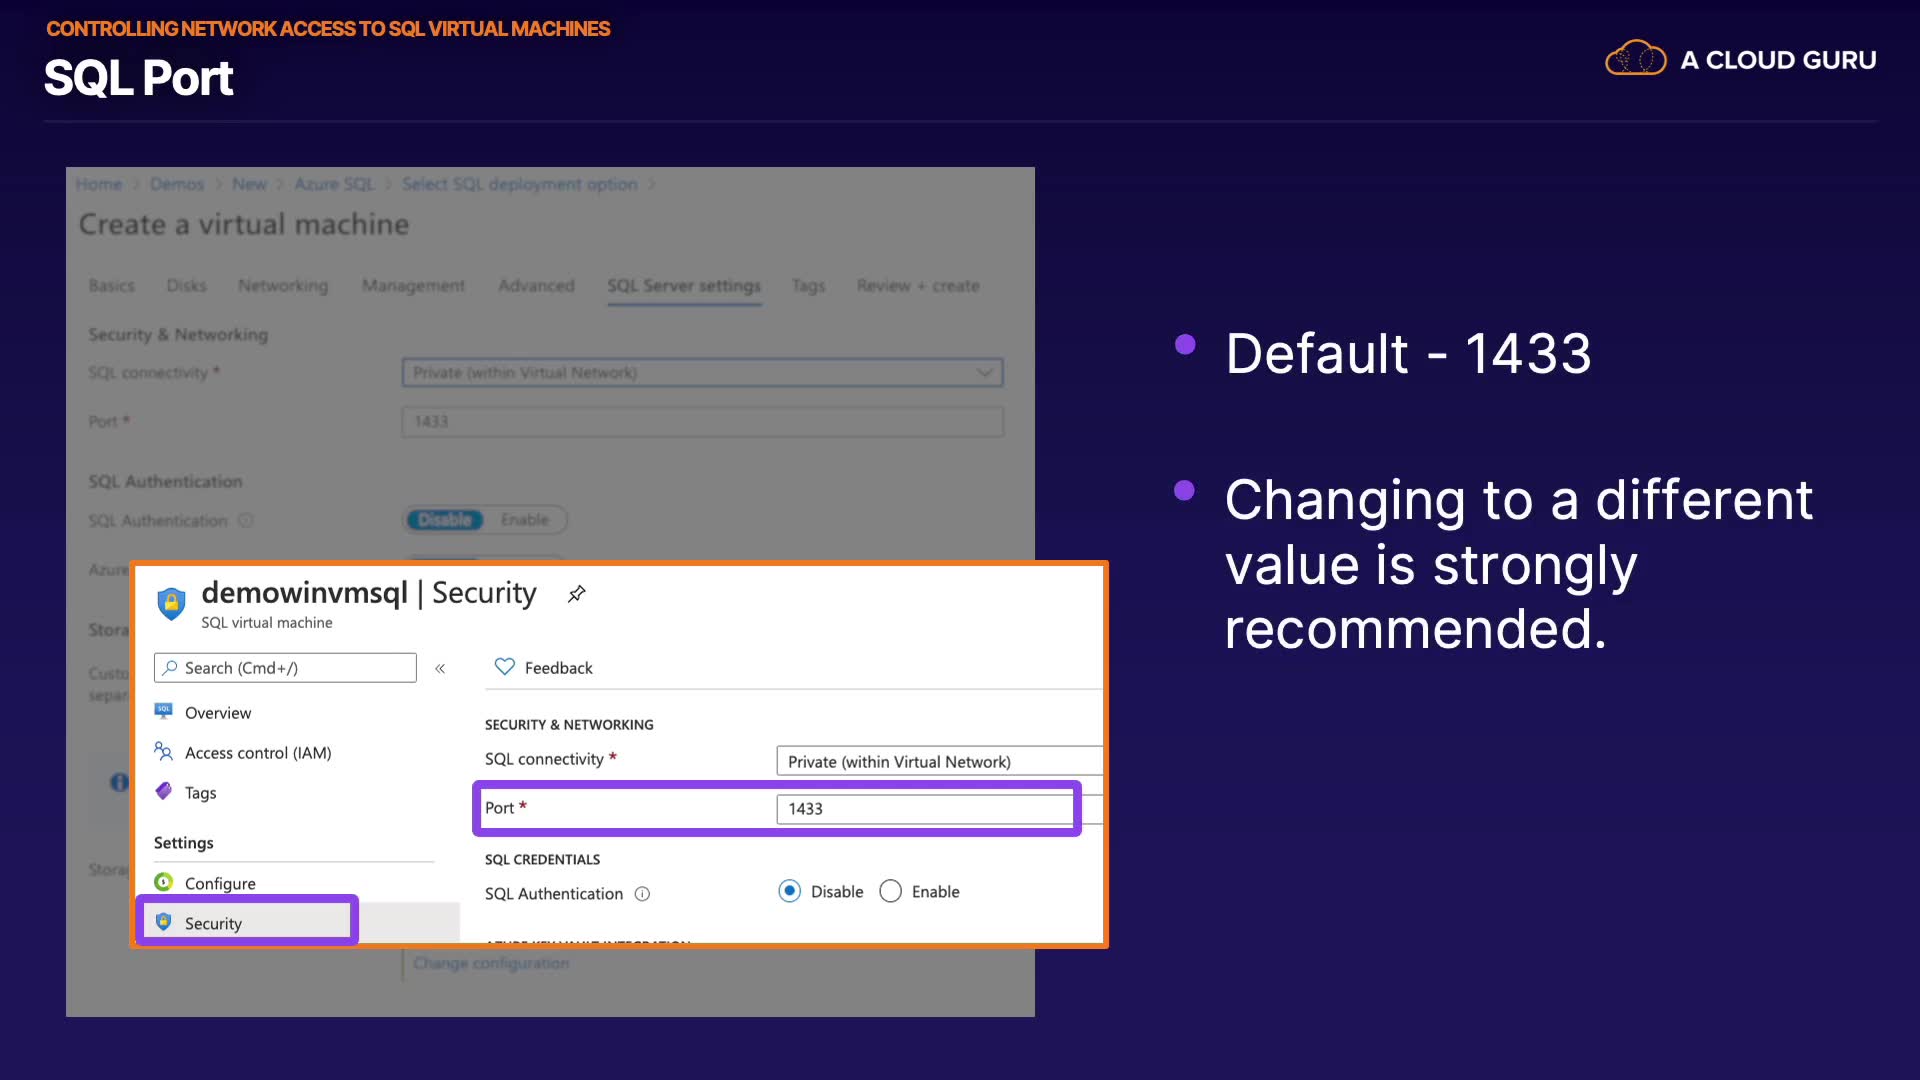 CONTROLLING NETWORK ACCESS TO SQL VIRTUAL MACHINES
SQL Port
A CLOUD GURU
Home > Demos > New > Azure SQL > Select SQL deployment option >
Create a virtual machine
Basics Disks Networking Management Advanced SQL Server settings Tags Review + create
Security & Networking
SQL connectivity * Private (within Virtual Network)
Port * 1433
SQL Authentication
SQL Authentication Disable Enable
Azure
demowinvmsql | Security
SQL virtual machine
Search (Cmd+/) «
Feedback
Overview
Access control (IAM)
Tags
Settings
Configure
Security
SECURITY & NETWORKING
SQL connectivity * Private (within Virtual Network)
Port * 1433
SQL CREDENTIALS
SQL Authentication Disable Enable
Change configuration
Default - 1433
Changing to a different
value is strongly
recommended.